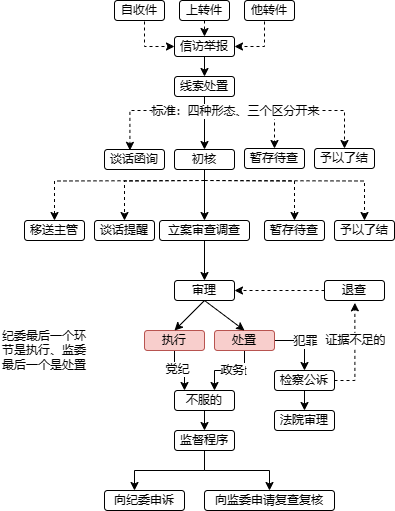 自收件
上转件
他转件
信访举报
线索处置
标准：四种形态、三个区分开来
谈话函询
初核
暂存待查
予以了结
移送主管
谈话提醒
立案审查调查
暂存待查
予以了结
审理
退查
纪委最后一个环
节是执行、监委
最后一个是处置
执行
处置
犯罪
证据不足的
党纪
政务
检察公诉
不服的
法院审理
监督程序
向纪委申诉
向监委申请复查复核